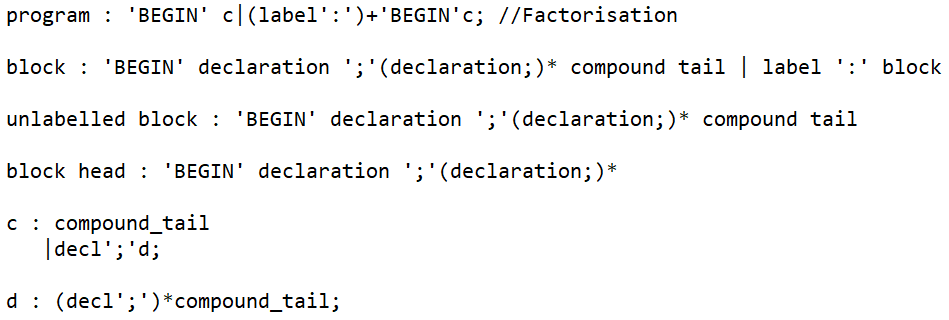 program : 'BEGIN' c|(label':')+'BEGIN'c; //Factorisation
block : 'BEGIN' declaration ';'(declaration;)* compound tail | label ':' block
unlabelled block : 'BEGIN' declaration ';'(declaration;)* compound tail
block head : 'BEGIN' declaration ';'(declaration;)*
c : compound_tail
|decl';'d;
d : (decl';')*compound_tail;